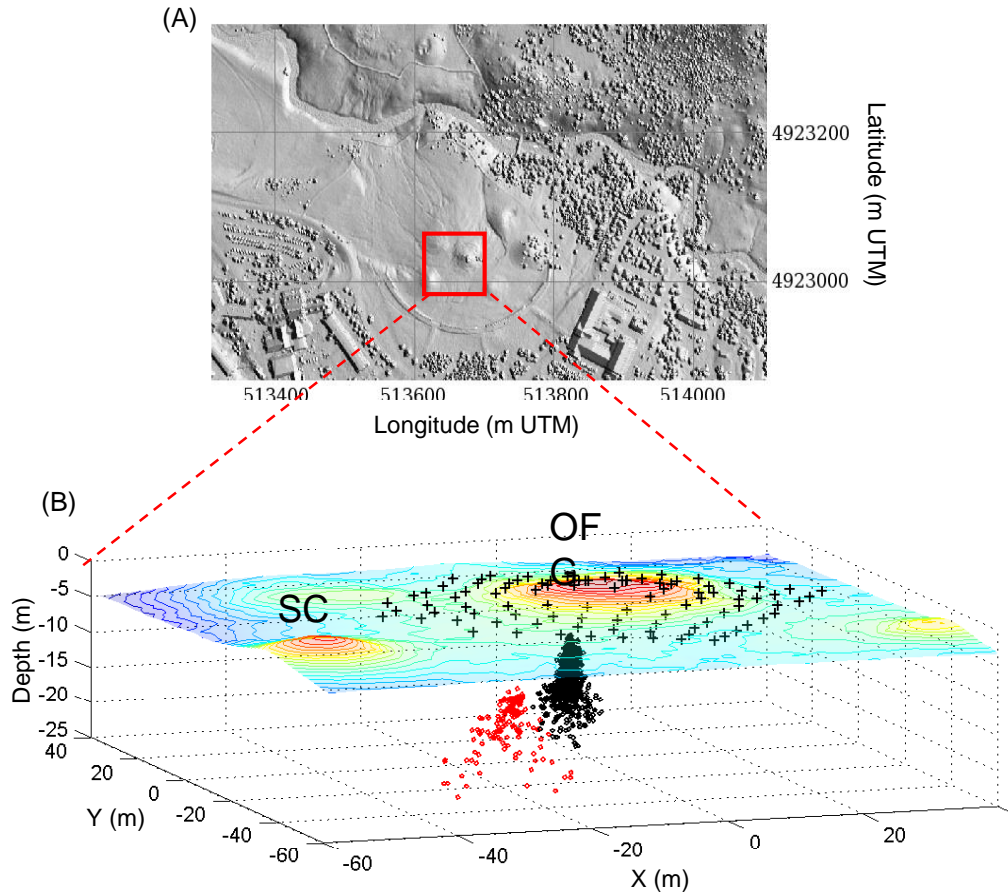 (A)
4923200
4923000
Latitude (m UTM)
513400 513600 513800 514000
Longitude (m UTM)
(B)
OF
G
SC
0
-5
-10
-15
-20
-25
Depth (m)
40
20
0
-20
-40
-60
Y (m)
-60
-40
-20
0
20
X (m)